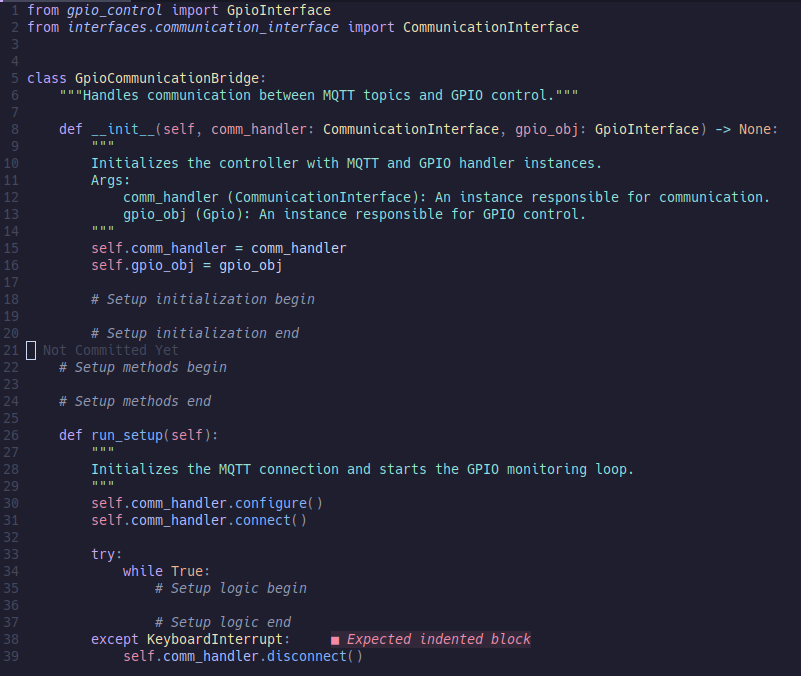 1 from gpio_control import GpioInterface
2 from interfaces.communication_interface import CommunicationInterface
3
4
5 class GpioCommunicationBridge:
6     """Handles communication between MQTT topics and GPIO control."""
7
8     def __init__(self, comm_handler: CommunicationInterface, gpio_obj: GpioInterface) -> None:
9         """
10         Initializes the controller with MQTT and GPIO handler instances.
11         Args:
12             comm_handler (CommunicationInterface): An instance responsible for communication.
13             gpio_obj (Gpio): An instance responsible for GPIO control.
14         """
15         self.comm_handler = comm_handler
16         self.gpio_obj = gpio_obj
17
18         # Setup initialization begin
19
20         # Setup initialization end
21   Not Committed Yet
22     # Setup methods begin
23
24     # Setup methods end
25
26     def run_setup(self):
27         """
28         Initializes the MQTT connection and starts the GPIO monitoring loop.
29         """
30         self.comm_handler.configure()
31         self.comm_handler.connect()
32
33         try:
34             while True:
35                 # Setup logic begin
36
37                 # Setup logic end
38         except KeyboardInterrupt:     ■ Expected indented block
39             self.comm_handler.disconnect()